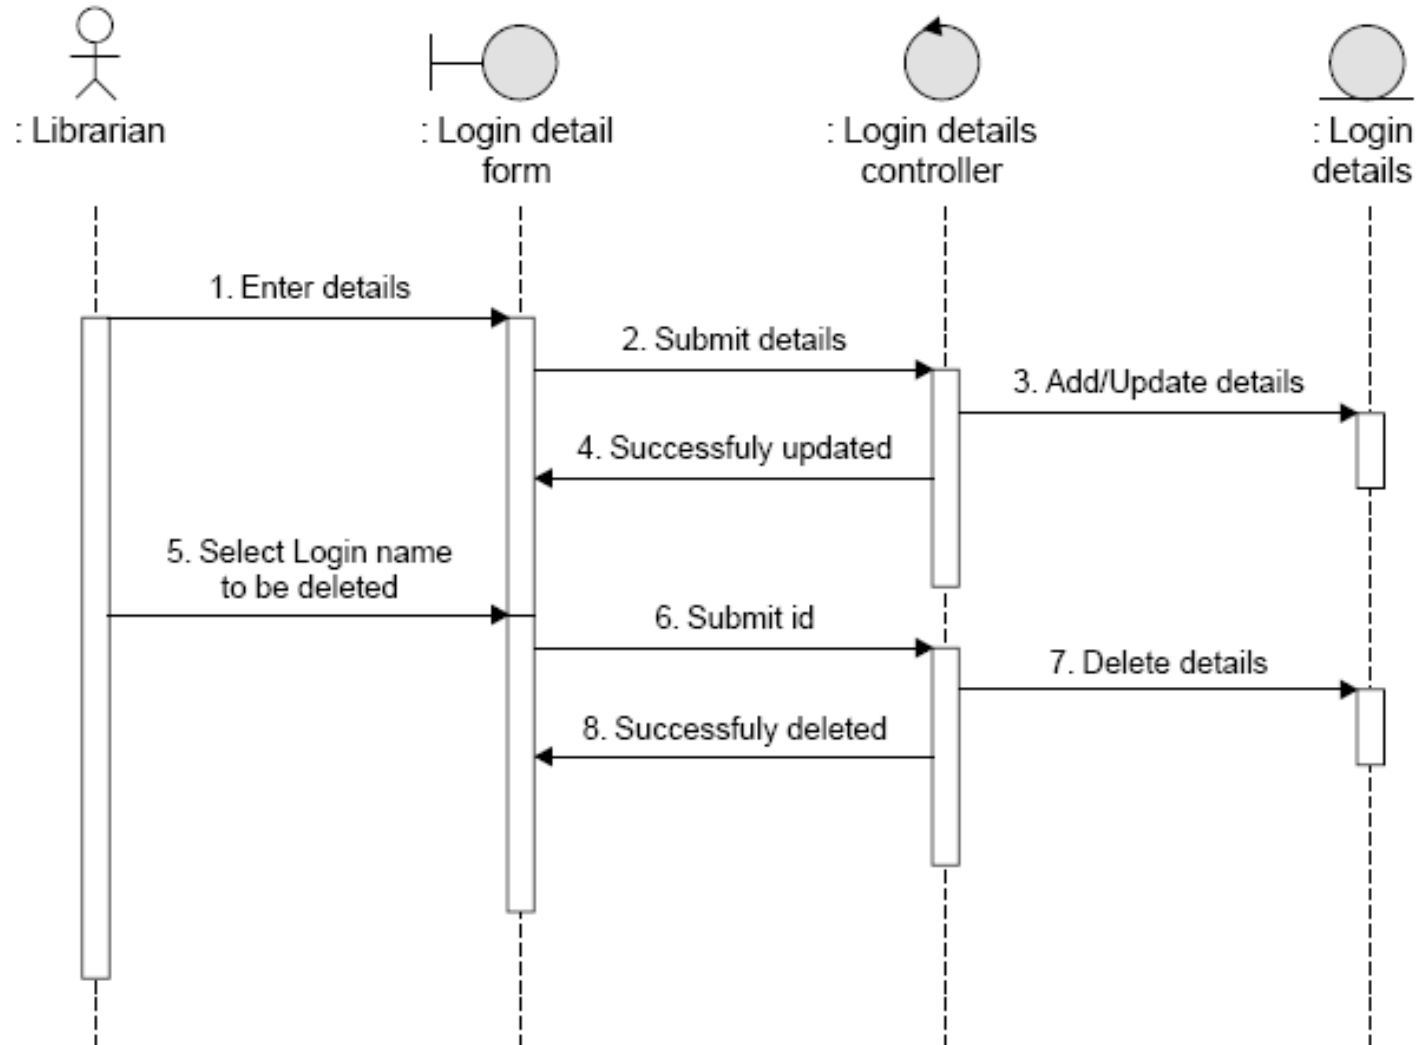 : Librarian
: Login detail
form
: Login details
controller
: Login
details
1. Enter details
2. Submit details
3. Add/Update details
4. Successfuly updated
5. Select Login name
to be deleted
6. Submit id
7. Delete details
8. Successfuly deleted